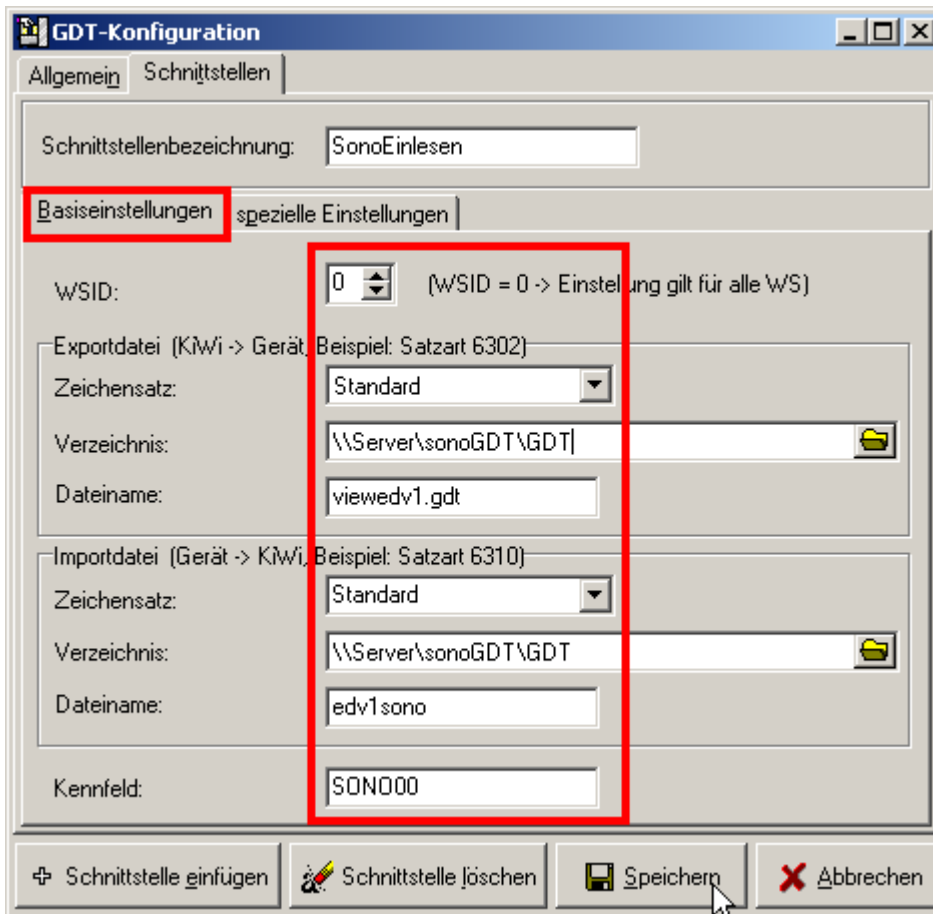 GDT-Konfiguration
Allgemein Schnittstellen
Schnittstellenbezeichnung: SonoEinlesen
Basiseinstellungen spezielle Einstellungen
WSID: 0 (WSID = 0 -> Einstellung gilt für alle WS)
Exportdatei (KiWi -> Gerät, Beispiel: Satzart 6302)
Zeichensatz: Standard
Verzeichnis: \\Server\sonoGDT\GDT
Dateiname: viewedv1.gdt
Importdatei (Gerät -> KiWi, Beispiel: Satzart 6310)
Zeichensatz: Standard
Verzeichnis: \\Server\sonoGDT\GDT
Dateiname: edv1sono
Kennfeld: SONO00
Schnittstelle einfügen Schnittstelle löschen Speichern Abbrechen